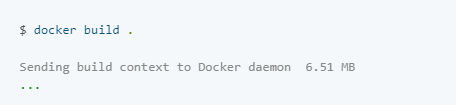 $ docker build .
Sending build context to Docker daemon  6.51 MB
...